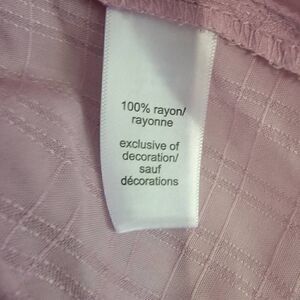 100% rayon/
rayonne
exclusive of
decoration/
sauf
décorations